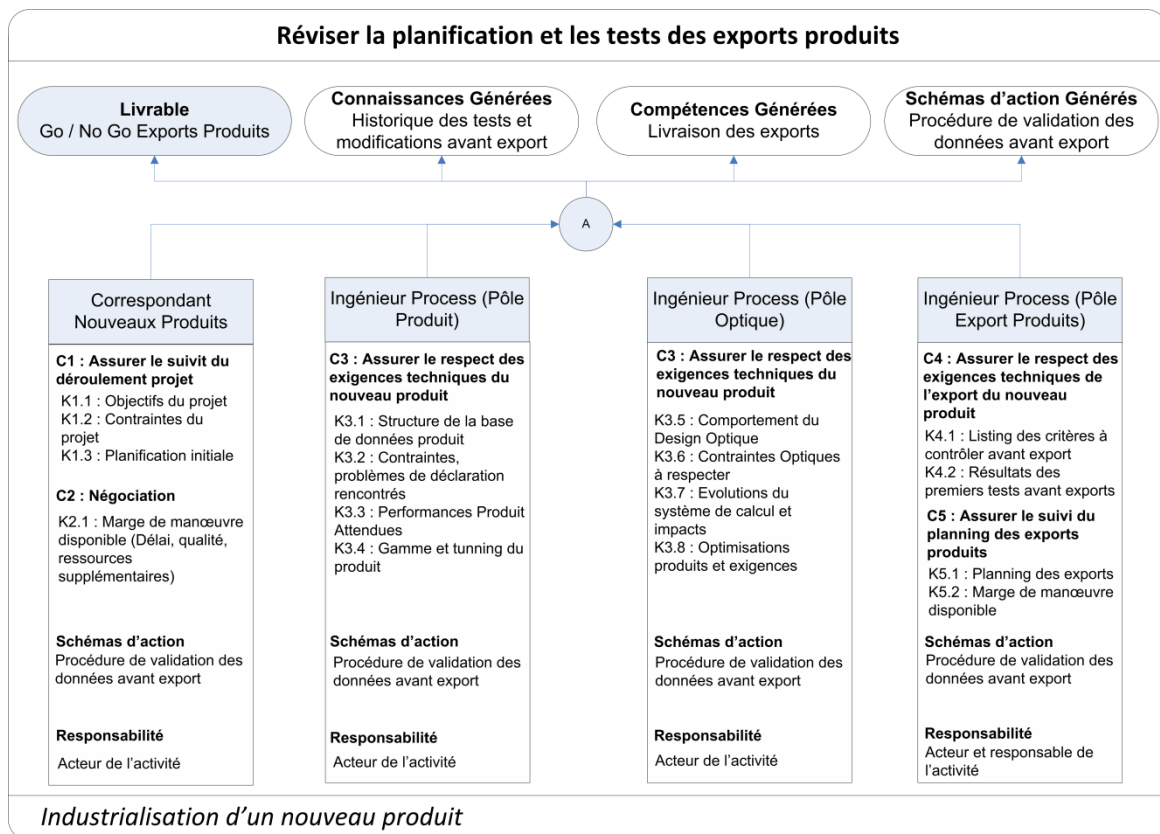 Réviser la planification et les tests des exports produits
Livrable
Go / No Go Exports Produits
Connaissances Générées
Historique des tests et
modifications avant export
Compétences Générées
Livraison des exports
Schémas d'action Générés
Procédure de validation des
données avant export
A
Correspondant
Nouveaux Produits
C1 : Assurer le suivit du
déroulement projet
K1.1 : Objectifs du projet
K1.2 : Contraintes du
projet
K1.3 : Planification initiale
C2 : Négociation
K2.1 : Marge de manœuvre
disponible (Délai, qualité,
ressources
supplémentaires)
Schémas d'action
Procédure de validation des
données avant export
Responsabilité
Acteur de l'activité
Ingénieur Process (Pôle
Produit)
C3 : Assurer le respect des
exigences techniques du
nouveau produit
K3.1 : Structure de la base
de données produit
K3.2 : Contraintes,
problèmes de déclaration
rencontrés
K3.3 : Performances Produit
Attendues
K3.4 : Gamme et tunning du
produit
Schémas d'action
Procédure de validation des
données avant export
Responsabilité
Acteur de l'activité
Ingénieur Process (Pôle
Optique)
C3 : Assurer le respect des
exigences techniques du
nouveau produit
K3.5 : Comportement du
Design Optique
K3.6 : Contraintes Optiques
à respecter
K3.7 : Evolutions du
système de calcul et
impacts
K3.8 : Optimisations
produits et exigences
Schémas d'action
Procédure de validation des
données avant export
Responsabilité
Acteur de l'activité
Ingénieur Process (Pôle
Export Produits)
C4 : Assurer le respect des
exigences techniques de
l'export du nouveau
produit
K4.1 : Listing des critères à
contrôler avant export
K4.2 : Résultats des
premiers tests avant exports
C5 : Assurer le suivi du
planning des exports
produits
K5.1 : Planning des exports
K5.2 : Marge de manœuvre
disponible
Schémas d'action
Procédure de validation des
données avant export
Responsabilité
Acteur et responsable de
l'activité
Industrialisation d'un nouveau produit